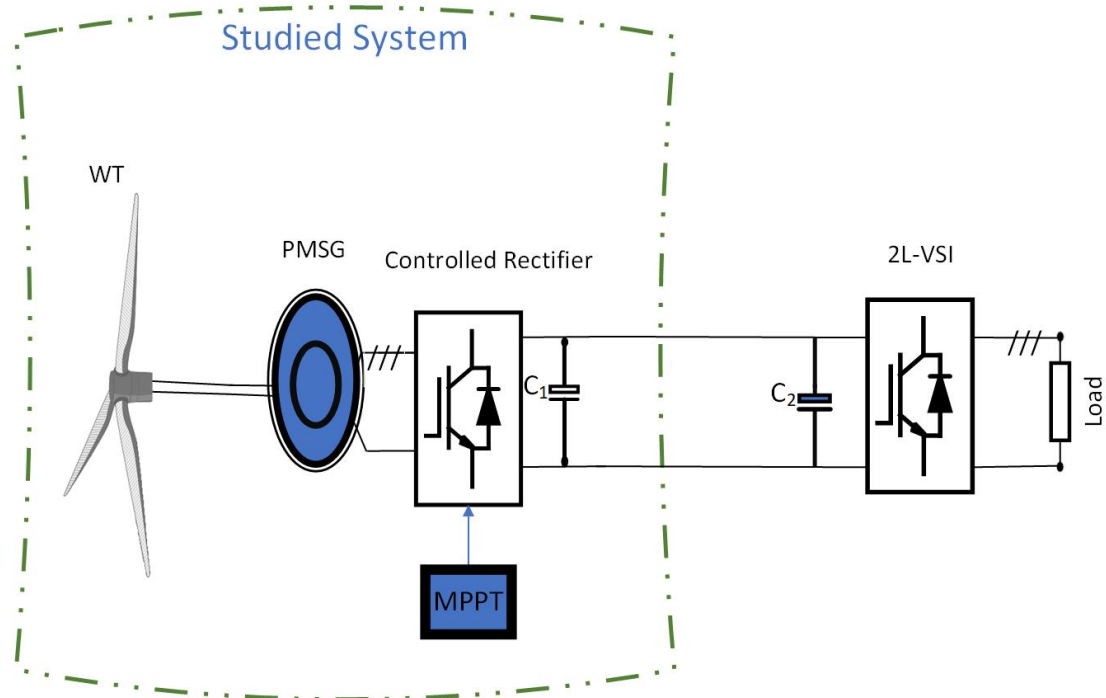 Studied System
WT
PMSG
Controlled Rectifier
2L-VSI
C1
C2
Load
MPPT